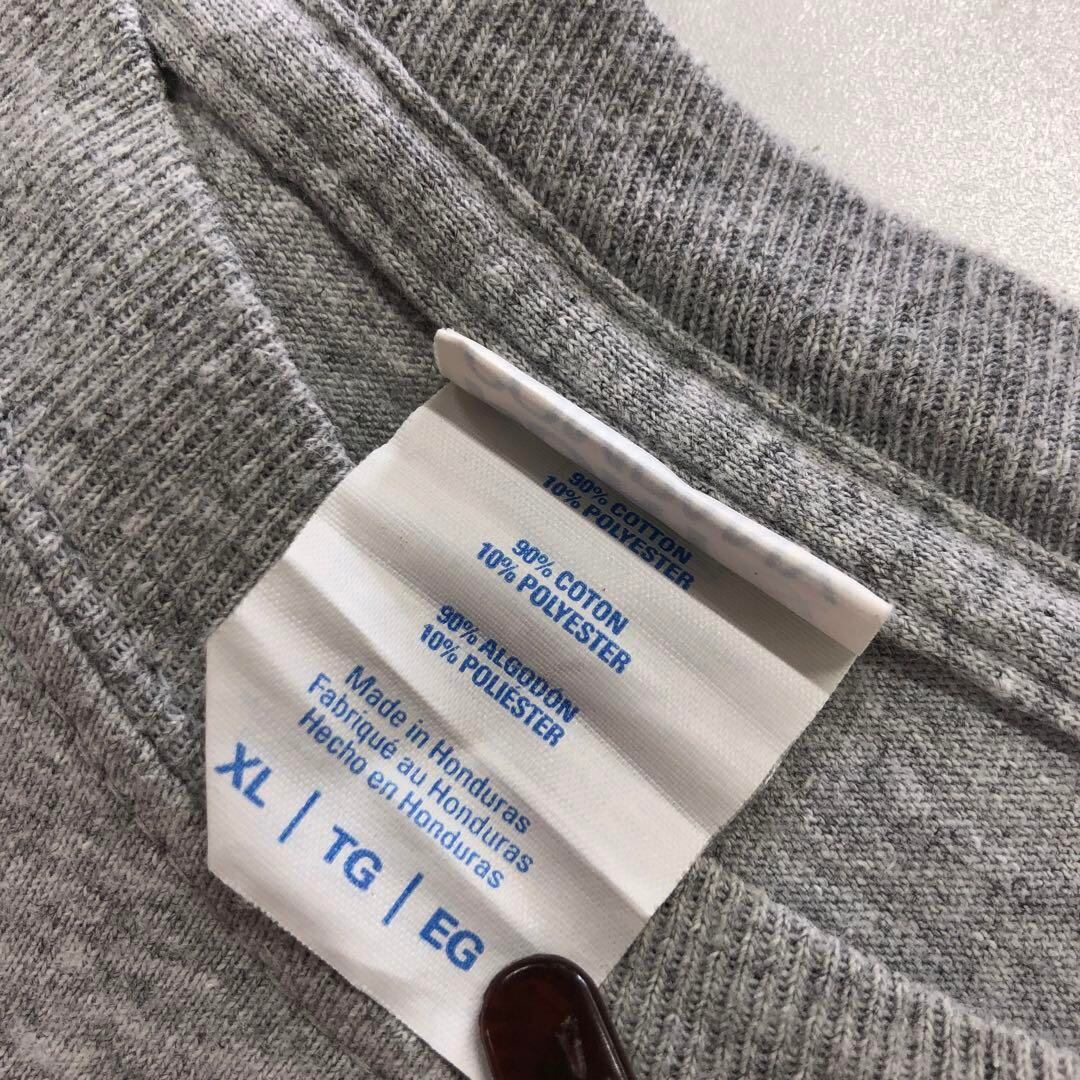 90% COTTON
10% POLYESTER
90% COTON
10% POLYESTER
90% ALGODÓN
10% POLIÉSTER
Made in Honduras
Fabriqué au Honduras
Hecho en Honduras
XL | TG | EG